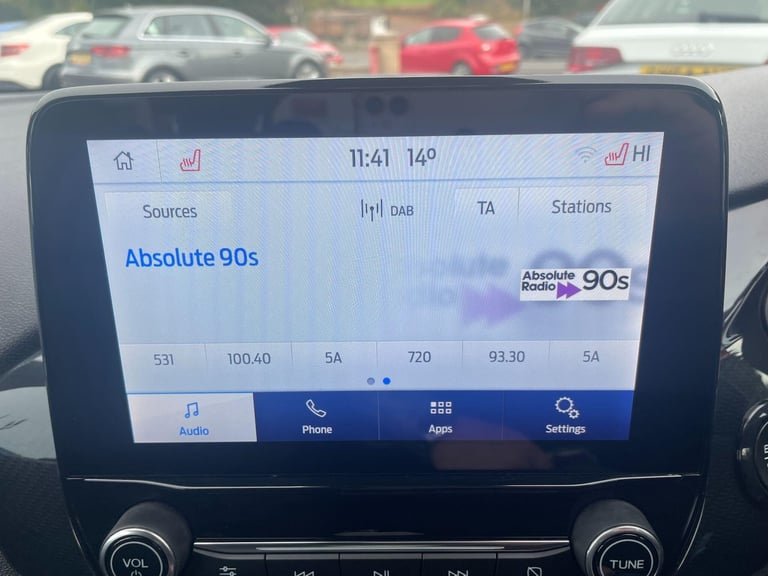 11:41 14º HI
Sources DAB TA Stations
Absolute 90s
Absolute
Radio 90s
531 100.40 5A 720 93.30 5A
Audio Phone Apps Settings
VOL TUNE